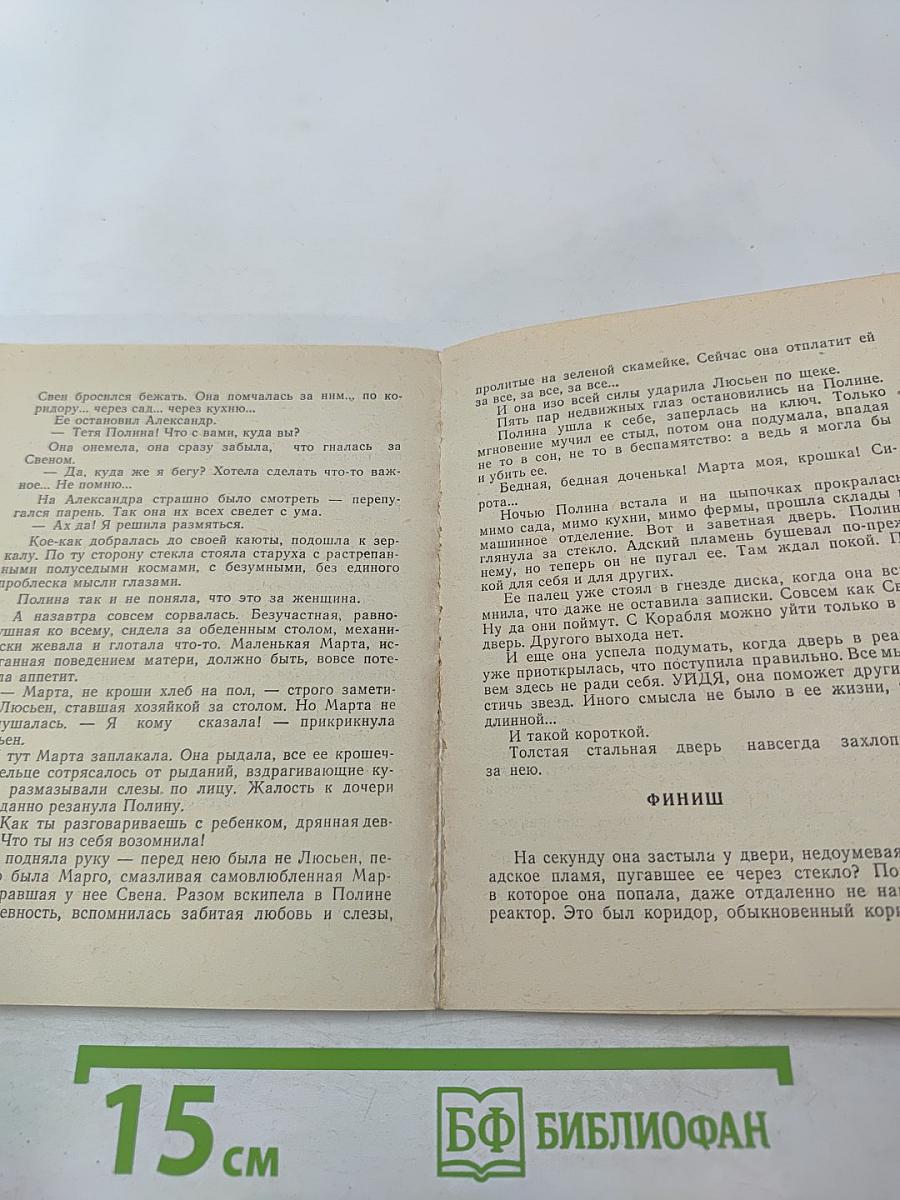 Свен бросился бежать. Она помчалась за ним... по ко-
ридору... через сад... через кухню...
Ее остановил Александр.
— Тетя Полина! Что с вами, куда вы?
Она онемела, она сразу забыла, что гналась за
Свеном.
— Да, куда же я бегу? Хотела сделать что-то важ-
ное... Не помню...
На Александра страшно было смотреть — перепу-
гался парень. Так она их всех сведет с ума.
— Ах да! Я решила размяться.
Кое-как добралась до своей каюты, подошла к зер-
калу. По ту сторону стекла стояла старуха с растрепан-
ными полуседыми космами, с безумными, без единого
проблеска мысли глазами.
Полина так и не поняла, что это за женщина.
А назавтра совсем сорвалась. Безучастная, равно-
ушная ко всему, сидела за обеденным столом, механи-
ски жевала и глотала что-то. Маленькая Марта, ис-
ганная поведением матери, должно быть, вовсе поте-
ла аппетит.
— Марта, не кроши хлеб на пол, — строго замети-
Люсьен, ставшая хозяйкой за столом. Но Марта не
лушалась. — Я кому сказала! — прикрикнула
ьен.
тут Марта заплакала. Она рыдала, все ее крошеч-
ельце сотрясалось от рыданий, вздрагивающие ку-
размазывали слезы по лицу. Жалость к дочери
данно резанула Полину.
Как ты разговариваешь с ребенком, дрянная дев-
Что ты из себя возомнила!
подняла руку — перед нею была не Люсьен, пе-
о была Марго, смазливая самовлюбленная Мар-
равшая у нее Свена. Разом вскипела в Полине
евность, вспомнилась забитая любовь и слезы,
пролитые на зеленой скамейке. Сейчас она отплатит ей
за все, за все, за все...
И она изо всей силы ударила Люсьен по щеке.
Пять пар недвижных глаз остановились на Полине.
Полина ушла к себе, заперлась на ключ. Только
мгновение мучил ее стыд, потом она подумала, впадая
не то в сон, не то в беспамятство: а ведь я могла бы
и убить ее.
Бедная, бедная доченька! Марта моя, крошка! Си-
рота...
Ночью Полина встала и на цыпочках прокралась
мимо сада, мимо кухни, мимо фермы, прошла склады
машинное отделение. Вот и заветная дверь. Полин
глянула за стекло. Адский пламень бушевал по-преж
нему, но теперь он не пугал ее. Там ждал покой. П
кой для себя и для других.
Ее палец уже стоял в гнезде диска, когда она вс
мнила, что даже не оставила записки. Совсем как Св
Ну да они поймут. С Корабля можно уйти только в
дверь. Другого выхода нет.
И еще она успела подумать, когда дверь в реа
уже приоткрылась, что поступила правильно. Все мы
вем здесь не ради себя. УЙДЯ, она поможет други
стичь звезд. Иного смысла не было в ее жизни,
длинной...
И такой короткой.
Толстая стальная дверь навсегда захлоп
за нею.
ФИНИШ
На секунду она застыла у двери, недоумевая
адское пламя, пугавшее ее через стекло? По
в которое она попала, даже отдаленно не на
реактор. Это был коридор, обыкновенный кори
15 см
БФ БИБЛИОФАН